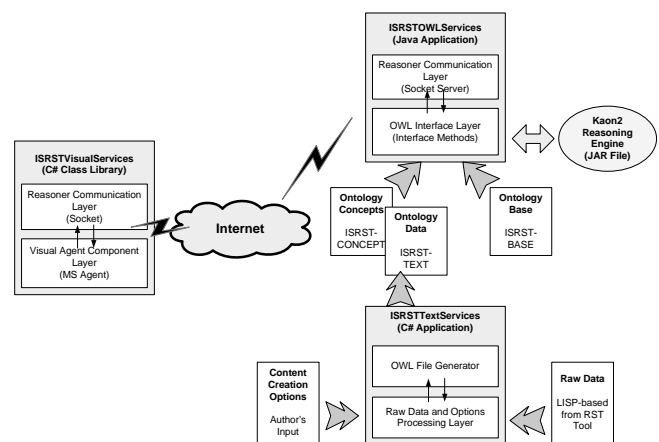 ISRSTOWLServices
(Java Application)
Reasoner Communication
Layer
(Socket Server)
OWL Interface Layer
(Interface Methods)
Kaon2
Reasoning
Engine
(JAR File)
ISRSTVisualServices
(C# Class Library)
Reasoner Communication
Layer
(Socket)
Visual Agent Component
Layer
(MS Agent)
Internet
Ontology
Concepts
ISRST-
CONCEPT
Ontology
Data
ISRST-
TEXT
Ontology
Base
ISRST-
BASE
ISRSTTextServices
(C# Application)
OWL File Generator
Raw Data and Options
Processing Layer
Content
Creation
Options
Author's
Input
Raw Data
LISP-based
from RST
Tool